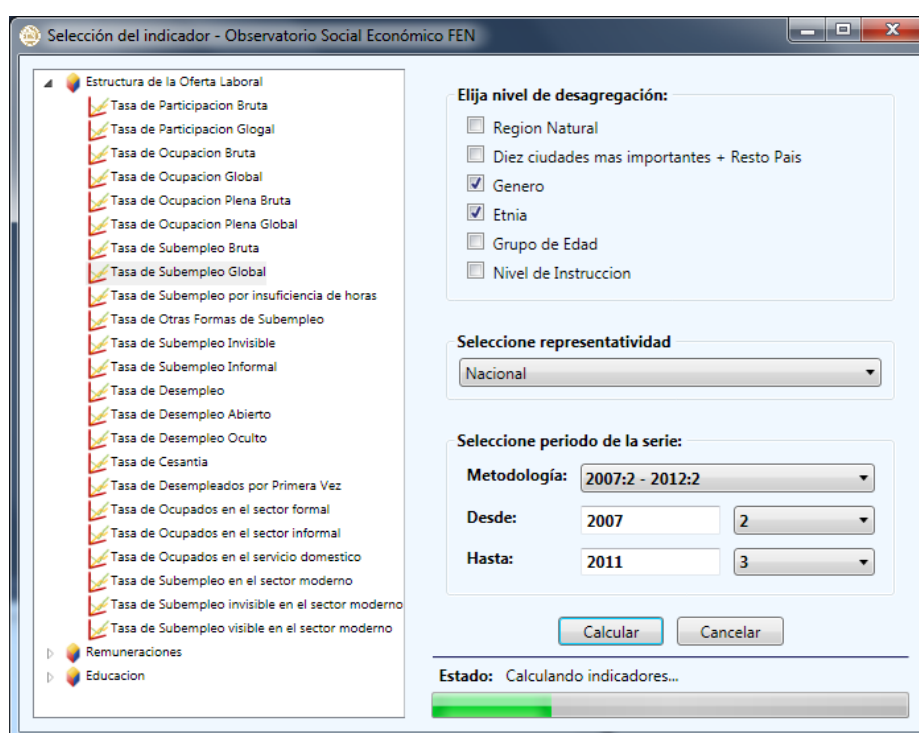 Selección del indicador - Observatorio Social Económico FEN
Estructura de la Oferta Laboral
Tasa de Participacion Bruta
Tasa de Participacion Glogal
Tasa de Ocupacion Bruta
Tasa de Ocupacion Global
Tasa de Ocupacion Plena Bruta
Tasa de Ocupacion Plena Global
Tasa de Subempleo Bruta
Tasa de Subempleo Global
Tasa de Subempleo por insuficiencia de horas
Tasa de Otras Formas de Subempleo
Tasa de Subempleo Invisible
Tasa de Subempleo Informal
Tasa de Desempleo
Tasa de Desempleo Abierto
Tasa de Desempleo Oculto
Tasa de Cesantia
Tasa de Desempleados por Primera Vez
Tasa de Ocupados en el sector formal
Tasa de Ocupados en el sector informal
Tasa de Ocupados en el servicio domestico
Tasa de Subempleo en el sector moderno
Tasa de Subempleo invisible en el sector moderno
Tasa de Subempleo visible en el sector moderno
Remuneraciones
Educacion
Elija nivel de desagregación:
Region Natural
Diez ciudades mas importantes + Resto Pais
Genero
Etnia
Grupo de Edad
Nivel de Instruccion
Seleccione representatividad
Nacional
Seleccione periodo de la serie:
Metodología: 2007:2 - 2012:2
Desde: 2007 2
Hasta: 2011 3
Calcular Cancelar
Estado: Calculando indicadores...